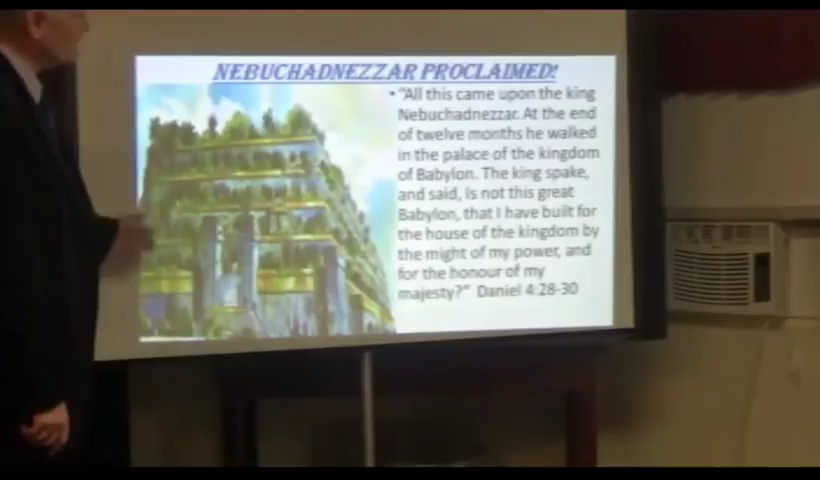 NEBUCHADNEZZAR PROCLAIMED!
• "All this came upon the king
Nebuchadnezzar. At the end
of twelve months he walked
in the palace of the kingdom
of Babylon. The king spake,
and said, Is not this great
Babylon, that I have built for
the house of the kingdom by
the might of my power, and
for the honour of my
majesty?" Daniel 4:28-30